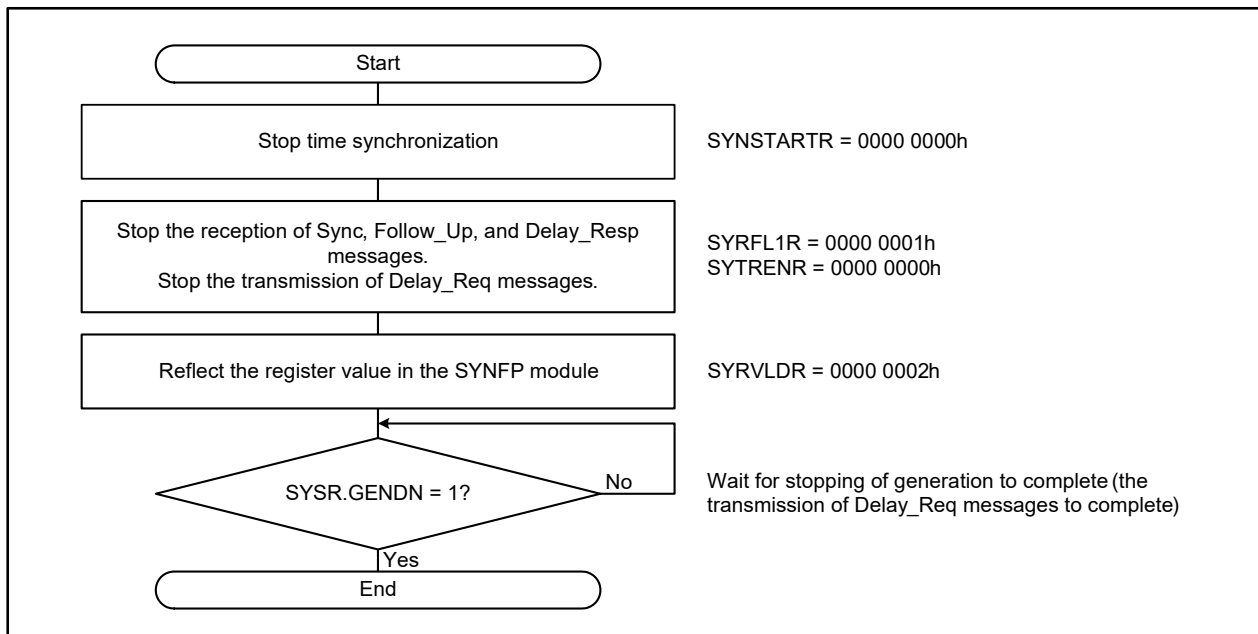 Start
Stop time synchronization
SYNSTARTR = 0000 0000h
Stop the reception of Sync, Follow_Up, and Delay_Resp
messages.
Stop the transmission of Delay_Req messages.
SYRFL1R = 0000 0001h
SYTRENR = 0000 0000h
Reflect the register value in the SYNFP module
SYRVLDR = 0000 0002h
SYSR.GENDN = 1?
No
Wait for stopping of generation to complete (the
transmission of Delay_Req messages to complete)
Yes
End